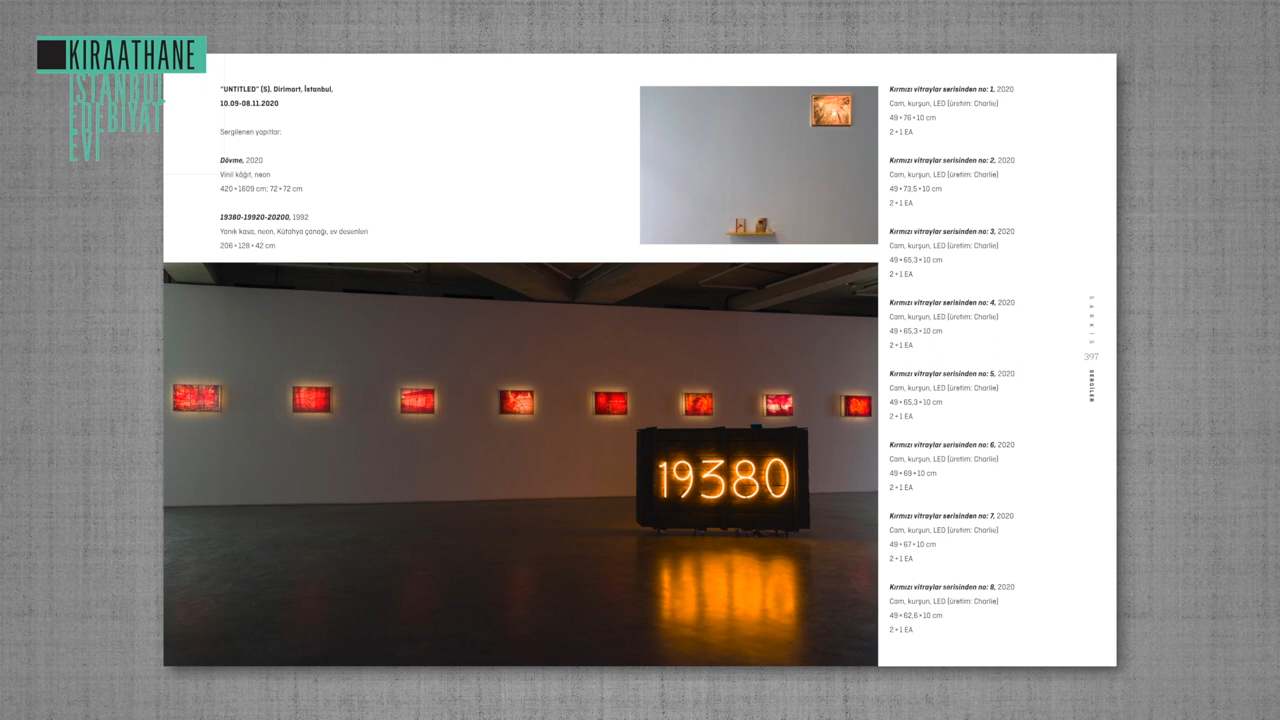 KIRAATHANE
İSTANBUL
EDEBİYAT
EVİ
"UNTITLED" (S). Dirimart, İstanbul,
10.09-08.11.2020
Sergilenen yapıtlar:
Dövme, 2020
Vinil kâğıt, neon
420×1609 cm; 72×72 cm
19380-19920-20200, 1992
Yanık kasa, neon, Kütahya çanağı, ev desenleri
206×128×42 cm
19380
Kırmızı vitraylar serisinden no: 1, 2020
Cam, kurşun, LED (üretim: Charlie)
49×76×10 cm
2+1 EA
Kırmızı vitraylar serisinden no: 2, 2020
Cam, kurşun, LED (üretim: Charlie)
49×73,5×10 cm
2+1 EA
Kırmızı vitraylar serisinden no: 3, 2020
Cam, kurşun, LED (üretim: Charlie)
49×65,3×10 cm
2+1 EA
Kırmızı vitraylar serisinden no: 4, 2020
Cam, kurşun, LED (üretim: Charlie)
49×65,3×10 cm
2+1 EA
Kırmızı vitraylar serisinden no: 5, 2020
Cam, kurşun, LED (üretim: Charlie)
49×65,3×10 cm
2+1 EA
Kırmızı vitraylar serisinden no: 6, 2020
Cam, kurşun, LED (üretim: Charlie)
49×69×10 cm
2+1 EA
Kırmızı vitraylar serisinden no: 7, 2020
Cam, kurşun, LED (üretim: Charlie)
49×67×10 cm
2+1 EA
Kırmızı vitraylar serisinden no: 8, 2020
Cam, kurşun, LED (üretim: Charlie)
49×62,6×10 cm
2+1 EA
SARKIS
397
SERGİLER